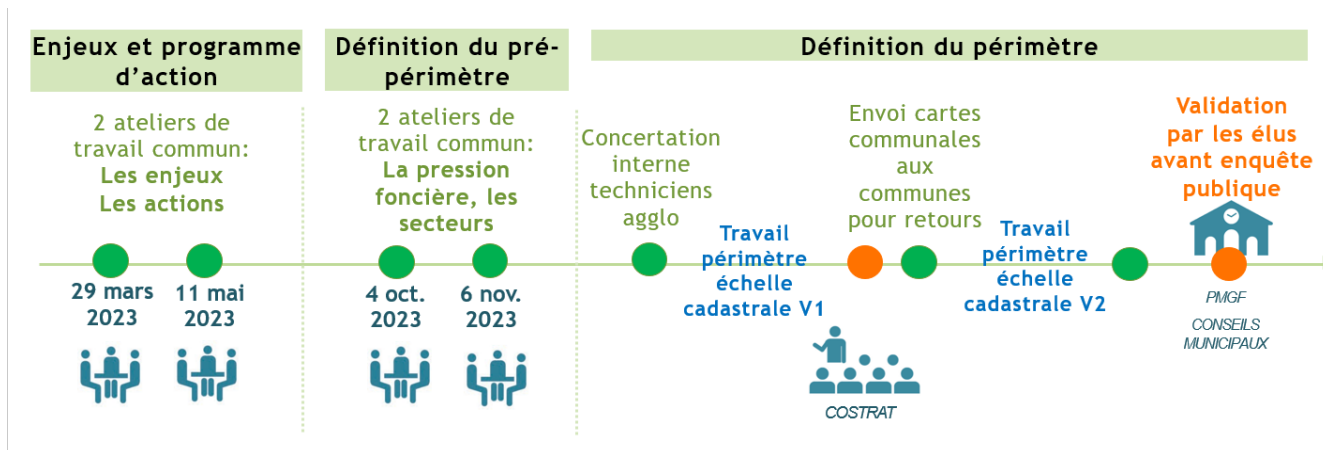 Enjeux et programme
d’action
2 ateliers de
travail commun:
Les enjeux
Les actions
29 mars
2023
11 mai
2023
Définition du pré-
périmètre
2 ateliers de
travail commun:
La pression
foncière, les
secteurs
4 oct.
2023
6 nov.
2023
Définition du périmètre
Concertation
interne
techniciens
agglo
Travail
périmètre
échelle
cadastrale V1
COSTRAT
Envoi cartes
communales
aux
communes
pour retours
Travail
périmètre
échelle
cadastrale V2
Validation
par les élus
avant enquête
publique
PMGF
CONSEILS
MUNICIPAUX